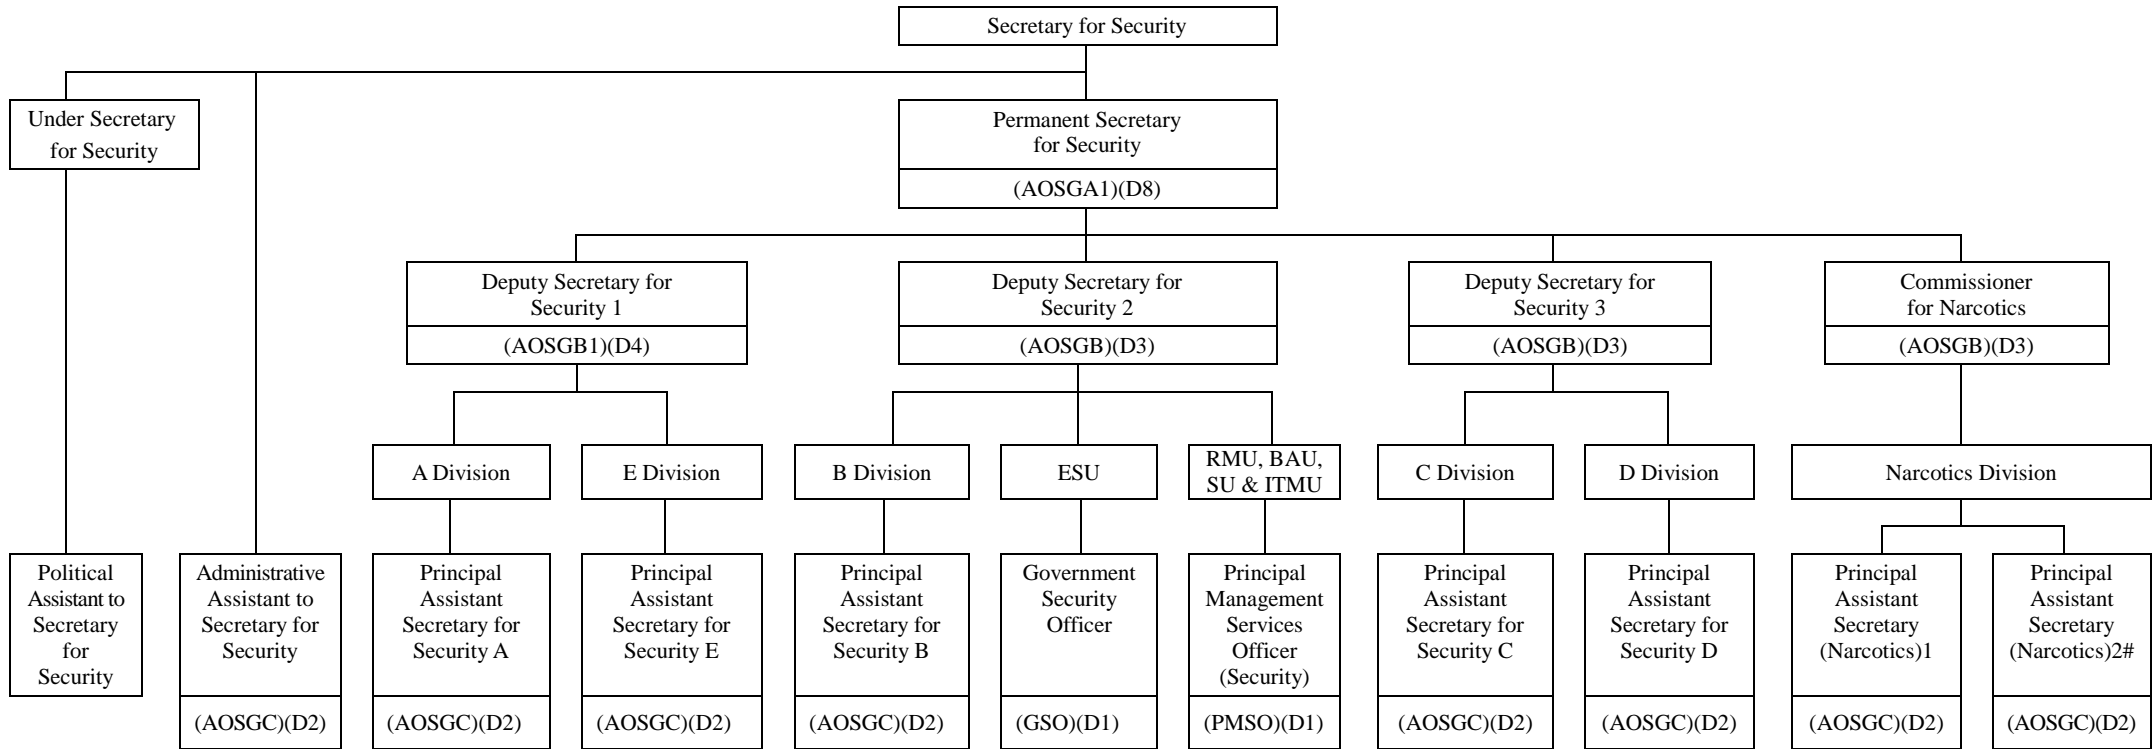 Secretary for Security
Under Secretary
for Security
Permanent Secretary
for Security
(AOSGA1)(D8)
Deputy Secretary for
Security 1
(AOSGB1)(D4)
Deputy Secretary for
Security 2
(AOSGB)(D3)
Deputy Secretary for
Security 3
(AOSGB)(D3)
Commissioner
for Narcotics
(AOSGB)(D3)
A Division
E Division
B Division
ESU
RMU, BAU,
SU & ITMU
C Division
D Division
Narcotics Division
Political
Assistant to
Secretary
for
Security
Administrative
Assistant to
Secretary for
Security
(AOSGC)(D2)
Principal
Assistant
Secretary for
Security A
(AOSGC)(D2)
Principal
Assistant
Secretary for
Security E
(AOSGC)(D2)
Principal
Assistant
Secretary for
Security B
(AOSGC)(D2)
Government
Security
Officer
(GSO)(D1)
Principal
Management
Services
Officer
(Security)
(PMSO)(D1)
Principal
Assistant
Secretary for
Security C
(AOSGC)(D2)
Principal
Assistant
Secretary for
Security D
(AOSGC)(D2)
Principal
Assistant
Secretary
(Narcotics)1
(AOSGC)(D2)
Principal
Assistant
Secretary
(Narcotics)2#
(AOSGC)(D2)